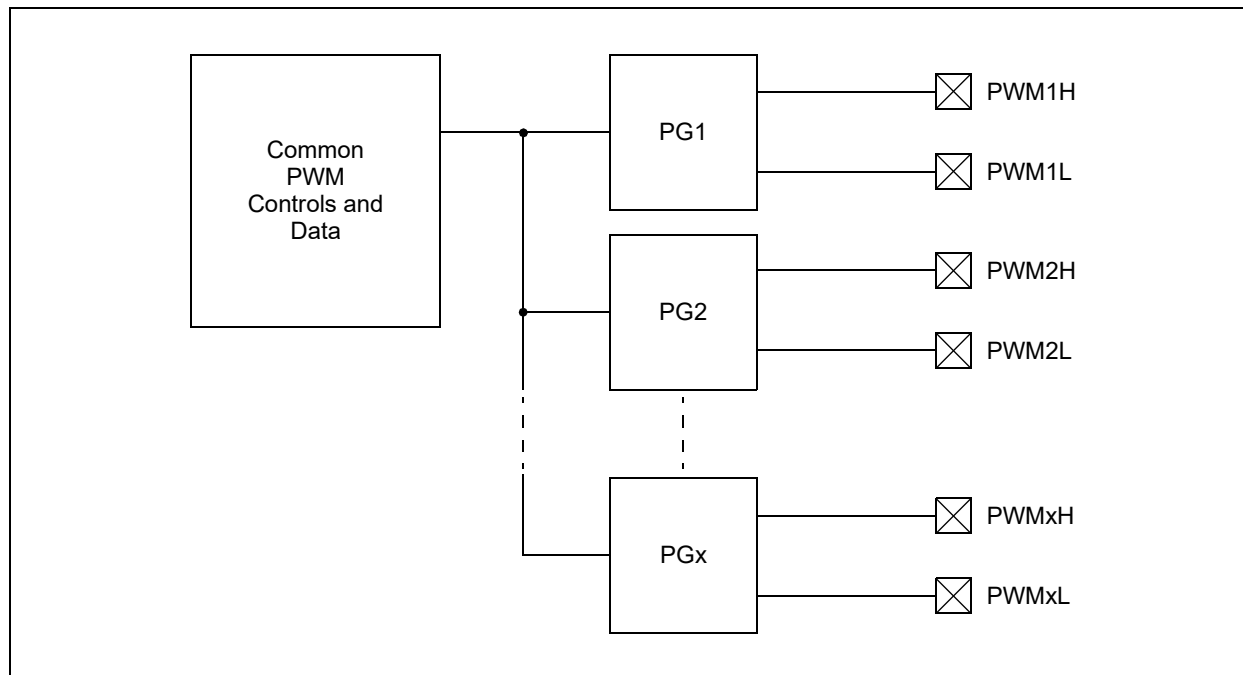 Common
PWM
Controls and
Data
PG1
PWM1H
PWM1L
PG2
PWM2H
PWM2L
PGx
PWMxH
PWMxL